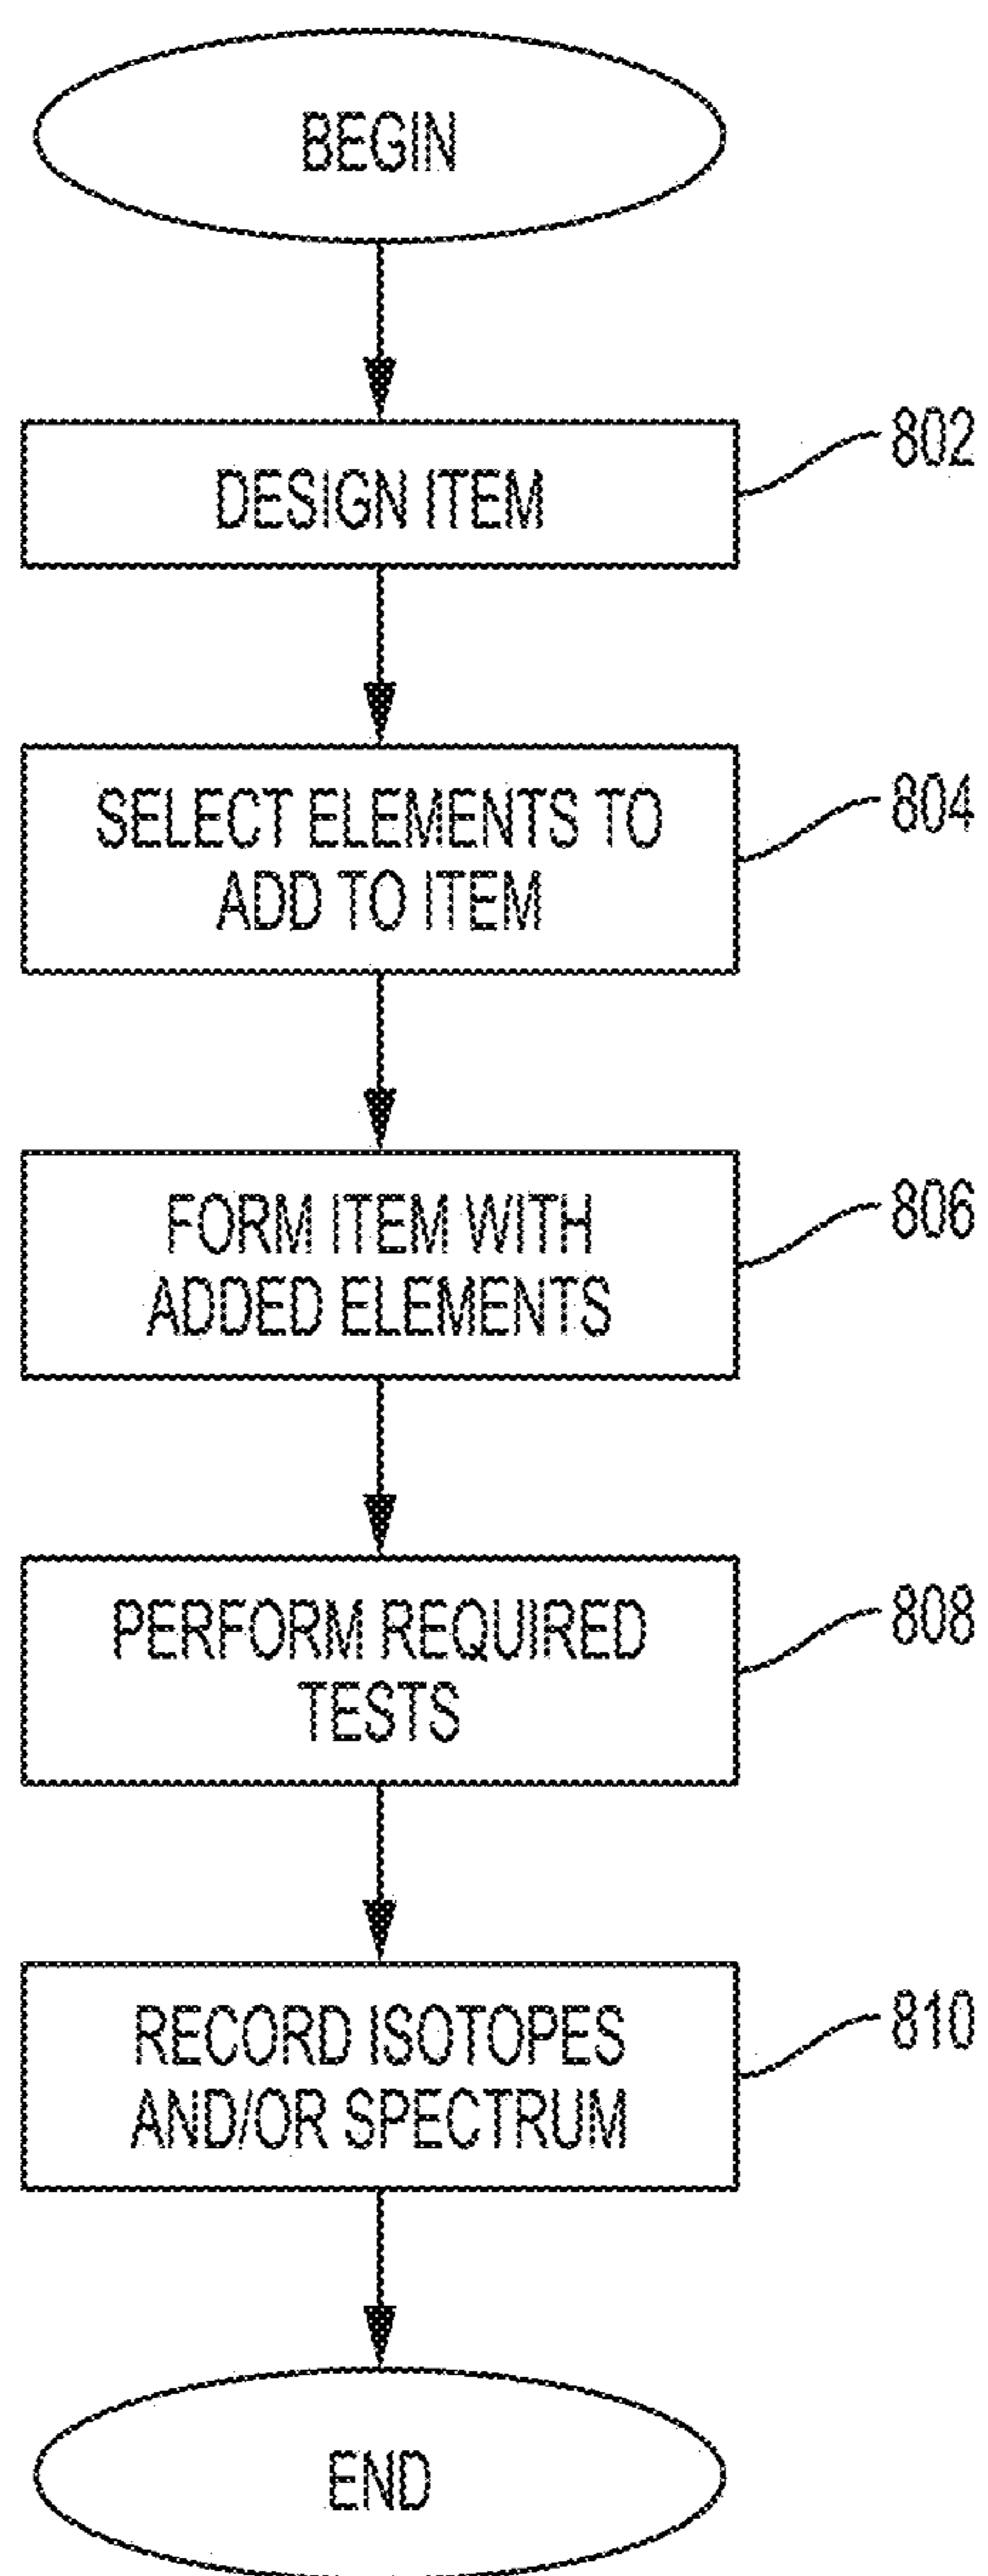 BEGIN
802
DESIGN ITEM
804
SELECT ELEMENTS TO
ADD TO ITEM
806
FORM ITEM WITH
ADDED ELEMENTS
808
PERFORM REQUIRED
TESTS
810
RECORD ISOTOPES
AND/OR SPECTRUM
END